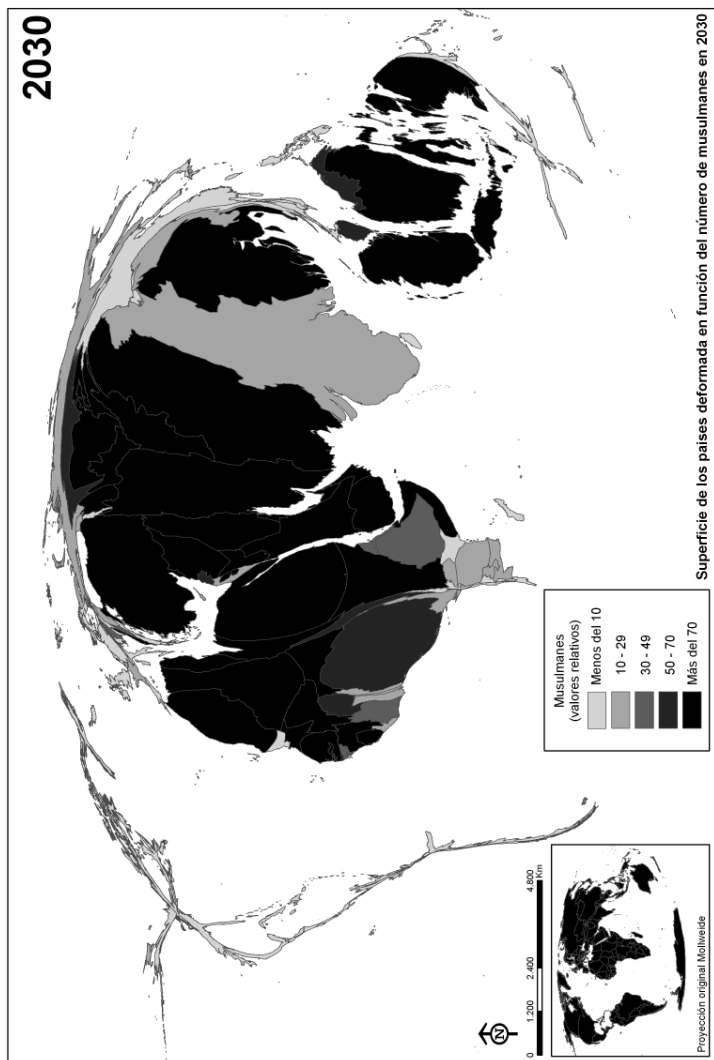 2030
Superficie de los países deformada en función del número de musulmanes en 2030
Musulmanes
(valores relativos)
Menos del 10
10 - 29
30 - 49
50 - 70
Más del 70
N
0 1.200 2.400 4.800
Km
Proyección original Mollweide